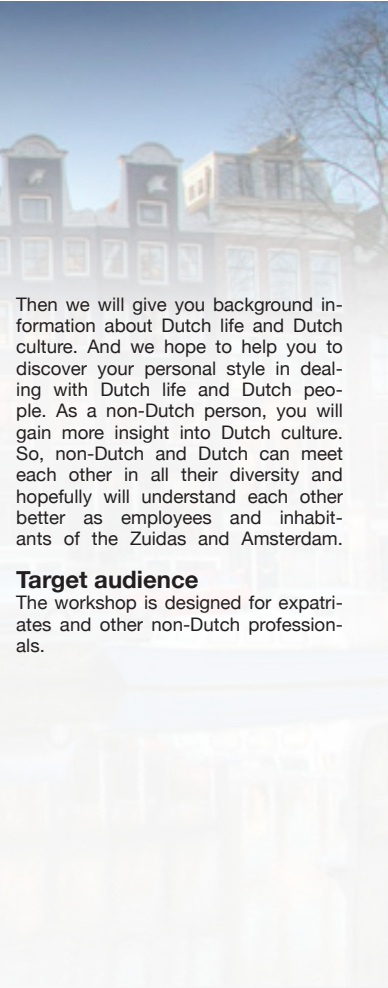 Then we will give you background in-
formation about Dutch life and Dutch
culture. And we hope to help you to
discover your personal style in deal-
ing with Dutch life and Dutch peo-
ple. As a non-Dutch person, you will
gain more insight into Dutch culture.
So, non-Dutch and Dutch can meet
each other in all their diversity and
hopefully will understand each other
better as employees and inhabit-
ants of the Zuidas and Amsterdam.
Target audience
The workshop is designed for expatri-
ates and other non-Dutch profession-
als.